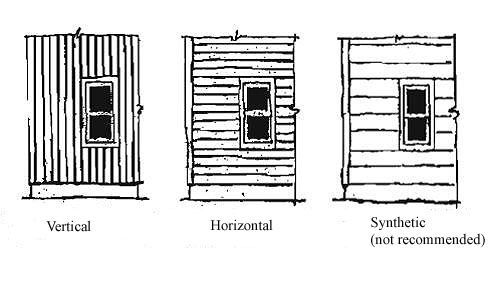 Vertical
Horizontal
Synthetic
(not recommended)